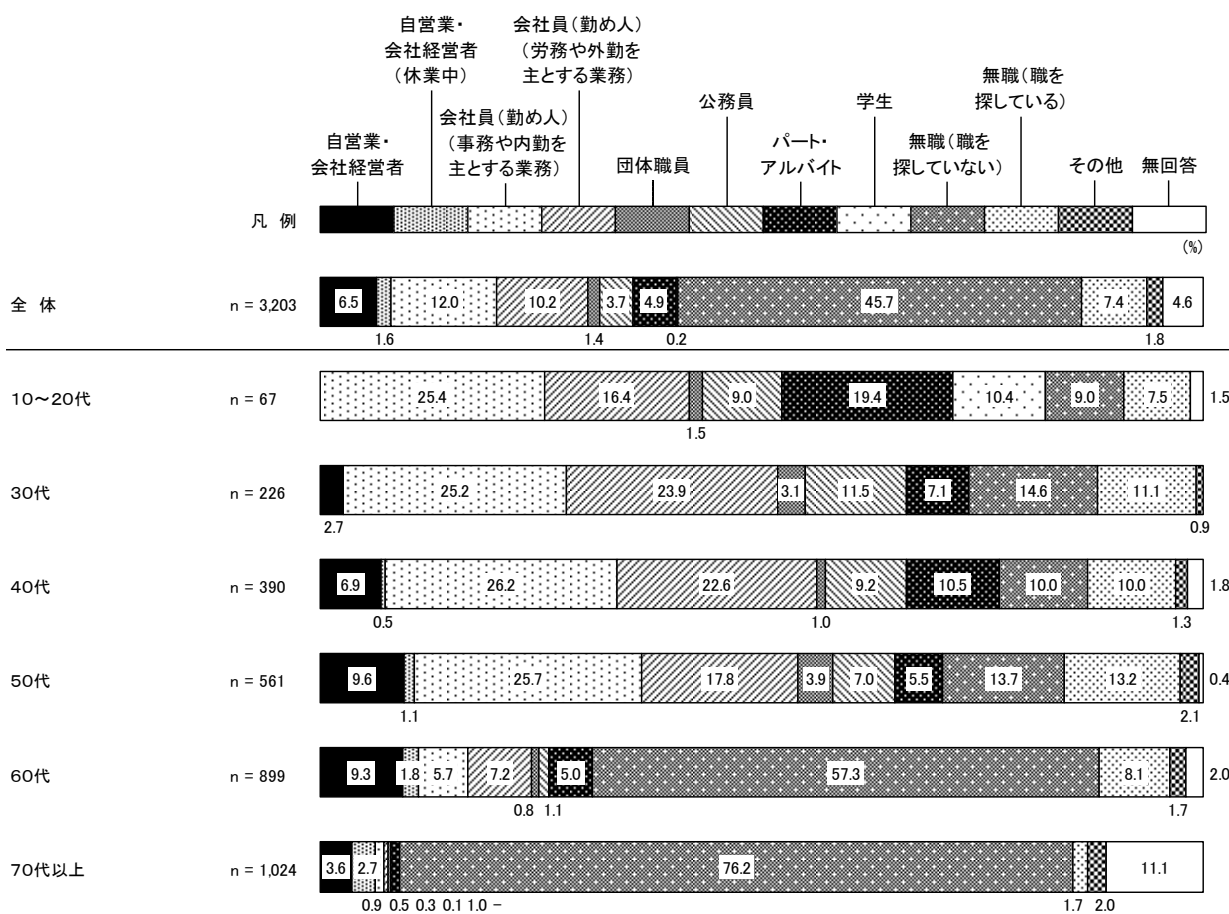 自営業・
会社経営者
（休業中）
会社員（勤め人）
（労務や外勤を
主とする業務）
無職（職を
探している）
公務員
学生
自営業・
会社経営者
会社員（勤め人）
（事務や内勤を
主とする業務）
団体職員
パート・
アルバイト
無職（職を
探していない）
その他
無回答
凡 例
(%)
全 体 n = 3,203 6.5 12.0 10.2 3.7 4.9 45.7 7.4 4.6
1.6 1.4 0.2 1.8
10～20代 n = 67 25.4 16.4 9.0 19.4 10.4 9.0 7.5 1.5
1.5
30代 n = 226 25.2 23.9 3.1 11.5 7.1 14.6 11.1
2.7 0.9
40代 n = 390 6.9 26.2 22.6 9.2 10.5 10.0 10.0 1.8
0.5 1.0 1.3
50代 n = 561 9.6 25.7 17.8 3.9 7.0 5.5 13.7 13.2 0.4
1.1 2.1
60代 n = 899 9.3 1.8 5.7 7.2 5.0 57.3 8.1 2.0
0.8 1.1 1.7
70代以上 n = 1,024 3.6 2.7 76.2 11.1
0.9 0.5 0.3 0.1 1.0 － 1.7 2.0